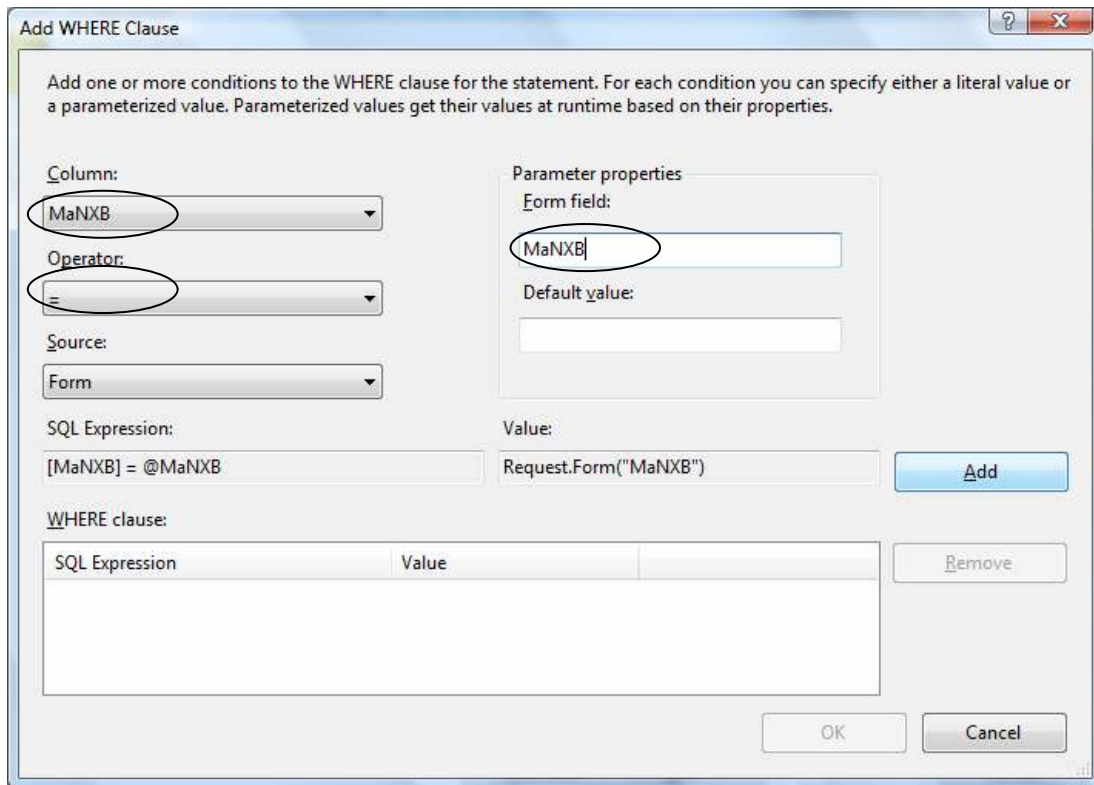 Add WHERE Clause
Add one or more conditions to the WHERE clause for the statement. For each condition you can specify either a literal value or
a parameterized value. Parameterized values get their values at runtime based on their properties.
Column:
MaNXB
Operator:
=
Source:
Form
Parameter properties
Form field:
MaNXB
Default value:
SQL Expression:
[MaNXB] = @MaNXB
Value:
Request.Form("MaNXB")
Add
WHERE clause:
SQL Expression Value
Remove
OK Cancel